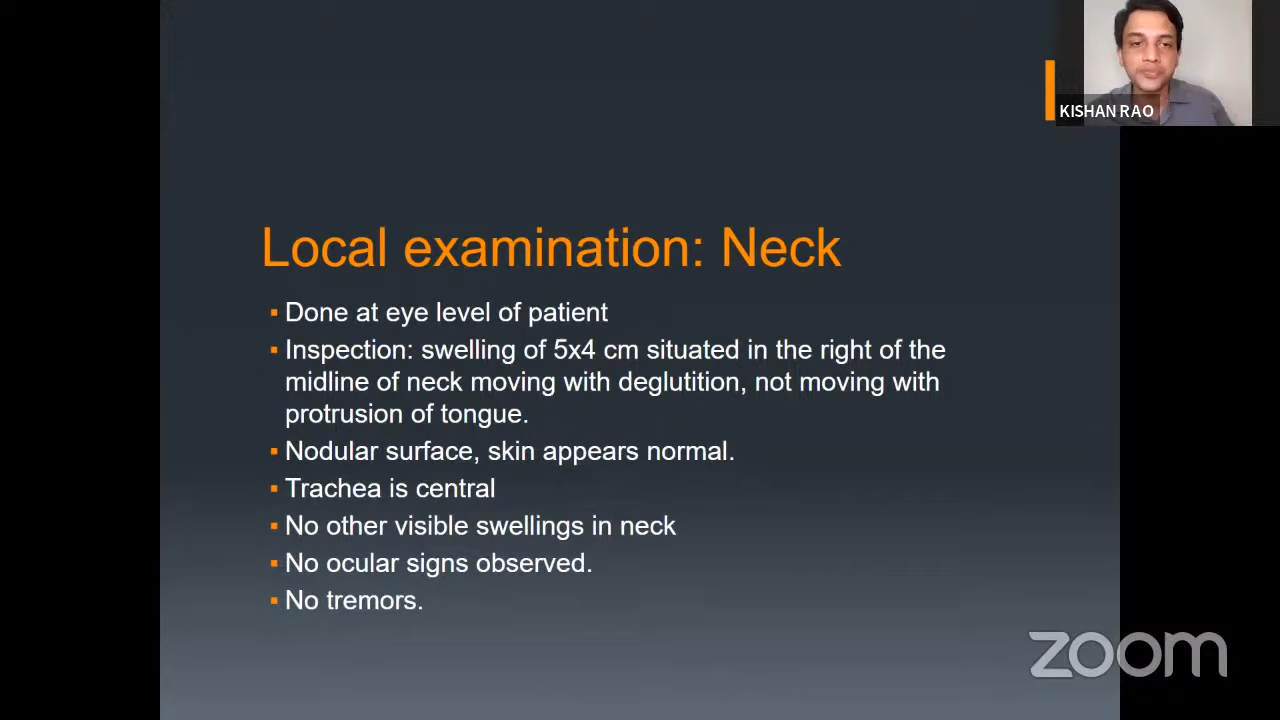 KISHAN RAO
Local examination: Neck
▪ Done at eye level of patient
▪ Inspection: swelling of 5x4 cm situated in the right of the
midline of neck moving with deglutition, not moving with
protrusion of tongue.
▪ Nodular surface, skin appears normal.
▪ Trachea is central
▪ No other visible swellings in neck
▪ No ocular signs observed.
▪ No tremors.
zoom